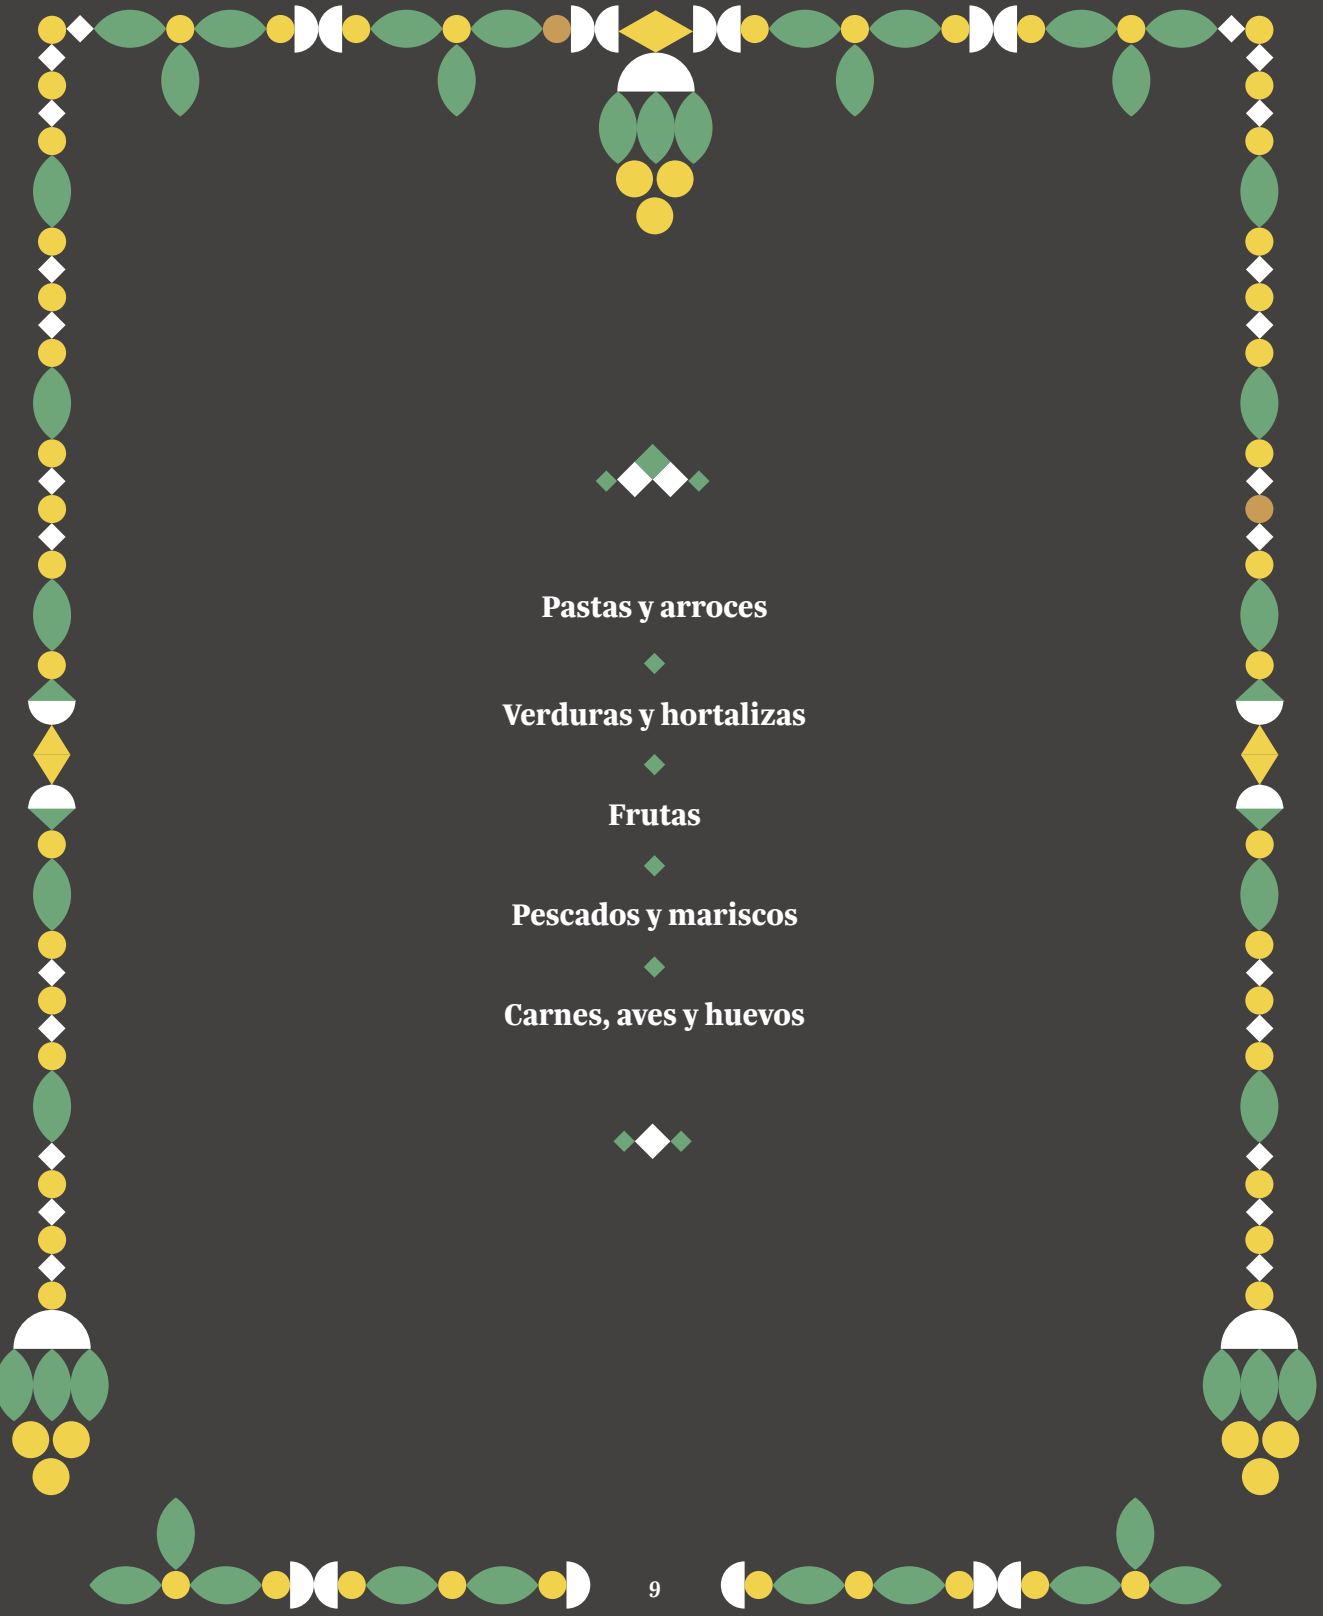 Pastas y arroces
Verduras y hortalizas
Frutas
Pescados y mariscos
Carnes, aves y huevos
9